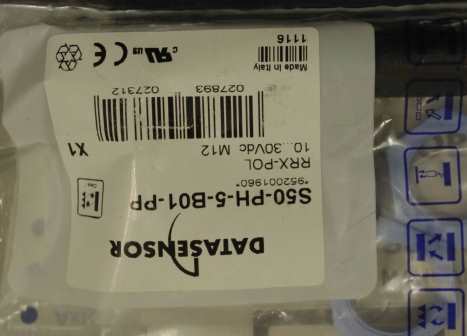 DATASENSOR
S50-PH-5-B01-PP
*952001960*
RRX-POL
10...30Vdc M12
X1
027893 027312
Made in Italy
1116